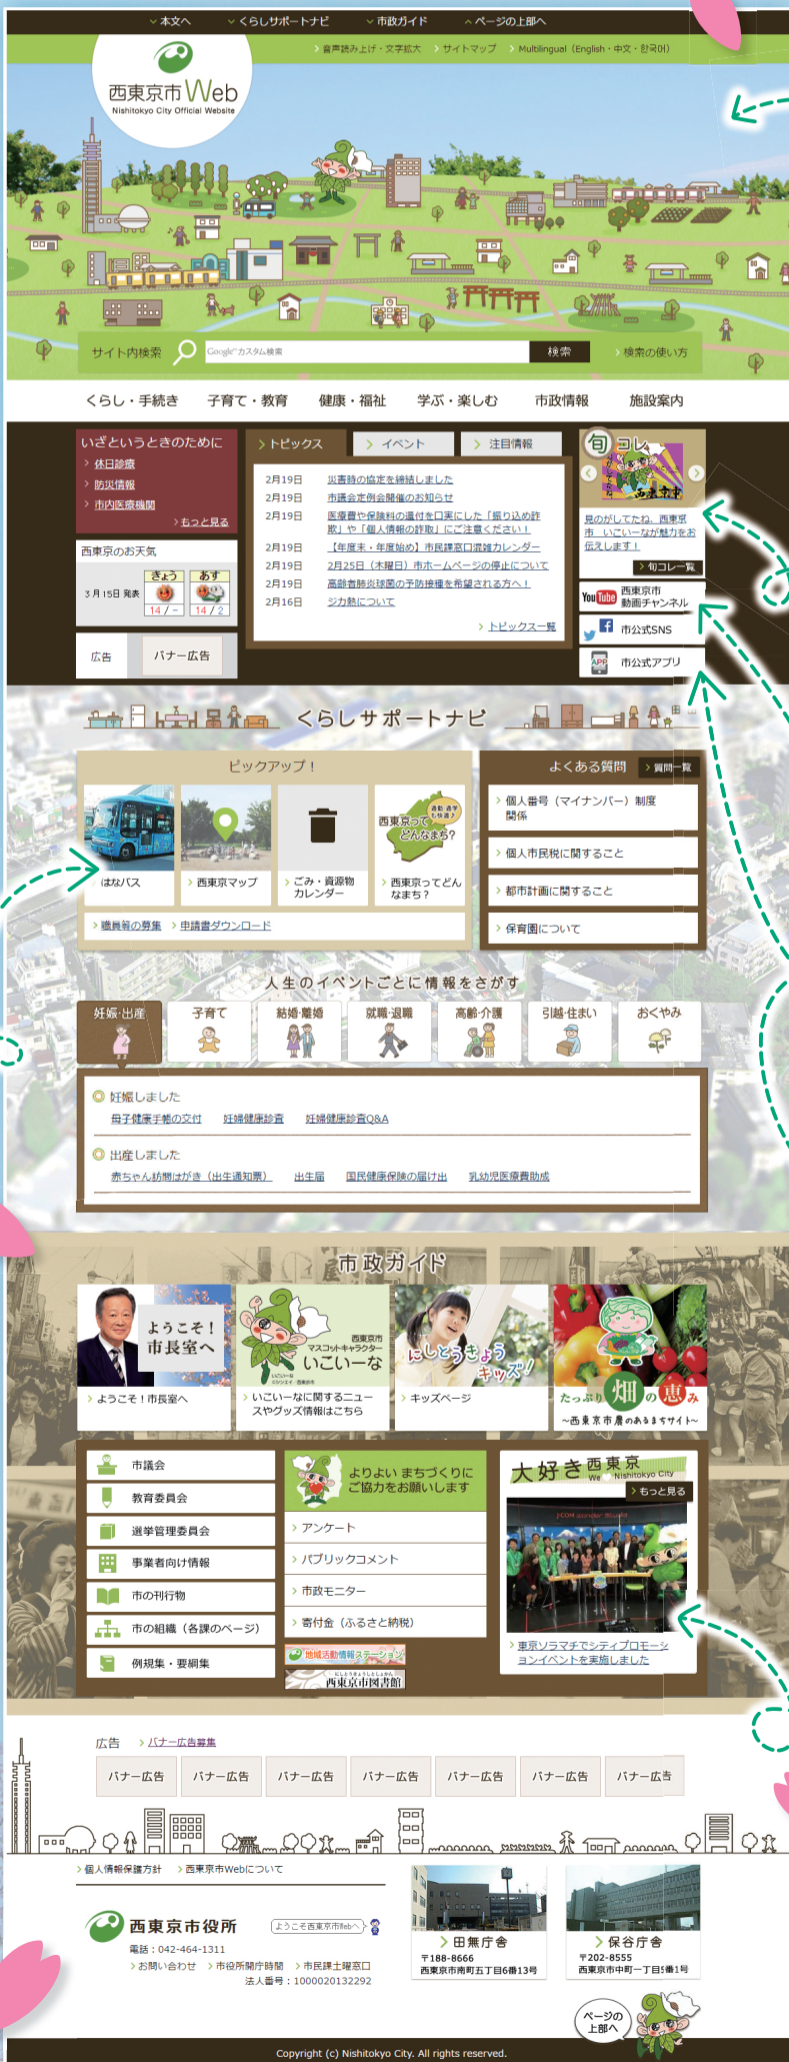 本文へ くらしサポートナビ 市政ガイド ページの上部へ
音声読み上げ・文字拡大 サイトマップ Multilingual（English・中文・한국어）
西東京市Web
Nishitokyo City Official Website
サイト内検索 Google カスタム検索 検索 検索の使い方
くらし・手続き 子育て・教育 健康・福祉 学ぶ・楽しむ 市政情報 施設案内
いざというときのために
休日診療
防災情報
市内医療機関
もっと見る
西東京のお天気
きょう あす
3月15日 発表
14 / - 14 / 2
広告 バナー広告
トピックス イベント 注目情報
2月19日 災害時の協定を締結しました
2月19日 市議会定例会開催のお知らせ
2月19日 医療費や保険料の還付を口実にした「振り込め詐
欺」や「個人情報の詐取」にご注意ください！
2月19日 【年度末・年度始め】市民課窓口混雑カレンダー
2月19日 2月25日（木曜日）市ホームページの停止について
2月19日 高齢者肺炎球菌の予防接種を希望される方へ！
2月16日 ジカ熱について
トピックス一覧
旬コレ
西東京市
見のがしてたね、西東京
市 いこいーなが魅力をお
伝えします！
旬コレ一覧
YouTube 西東京市
動画チャンネル
市公式SNS
APP 市公式アプリ
くらしサポートナビ
ピックアップ！
はなバス
西東京マップ
ごみ・資源物
カレンダー
通勤・通学
も快適♪
西東京って
どんなまち?
西東京ってどん
なまち？
職員等の募集 申請書ダウンロード
よくある質問 質問一覧
個人番号（マイナンバー）制度
関係
個人市民税に関すること
都市計画に関すること
保育園について
人生のイベントごとに情報をさがす
妊娠・出産 子育て 結婚・離婚 就職・退職 高齢・介護 引越・住まい おくやみ
妊娠しました
母子健康手帳の交付 妊婦健康診査 妊婦健康診査Q&A
出産しました
赤ちゃん訪問はがき（出生通知票） 出生届 国民健康保険の届け出 乳幼児医療費助成
市政ガイド
ようこそ！
市長室へ
ようこそ！市長室へ
西東京市
マスコットキャラクター
いこいーな
いこいーなに関するニュー
スやグッズ情報はこちら
にしとうきょう
キッズ！
キッズページ
たっぷり 畑 の 恵 み
～西東京市農のあるまちサイト～
市議会
教育委員会
選挙管理委員会
事業者向け情報
市の刊行物
市の組織（各課のページ）
例規集・要綱集
よりよい まちづくりに
ご協力をお願いします
アンケート
パブリックコメント
市政モニター
寄付金（ふるさと納税）
地域活動情報ステーション
にしとうきょうしとしょかん
西東京市図書館
大好き西東京
We Nishitokyo City
もっと見る
J:COM Wonder Studio
東京ソラマチでシティプロモーシ
ョンイベントを実施しました
広告 バナー広告募集
バナー広告 バナー広告 バナー広告 バナー広告 バナー広告 バナー広告 バナー広告
個人情報保護方針 西東京市Webについて
西東京市役所 ようこそ西東京市Webへ
電話：042-464-1311
お問い合わせ 市役所開庁時間 市民課土曜窓口
法人番号：1000020132292
田無庁舎
〒188-8666
西東京市南町五丁目6番13号
保谷庁舎
〒202-8555
西東京市中町一丁目5番1号
ページの
上部へ
Copyright (c) Nishitokyo City. All rights reserved.